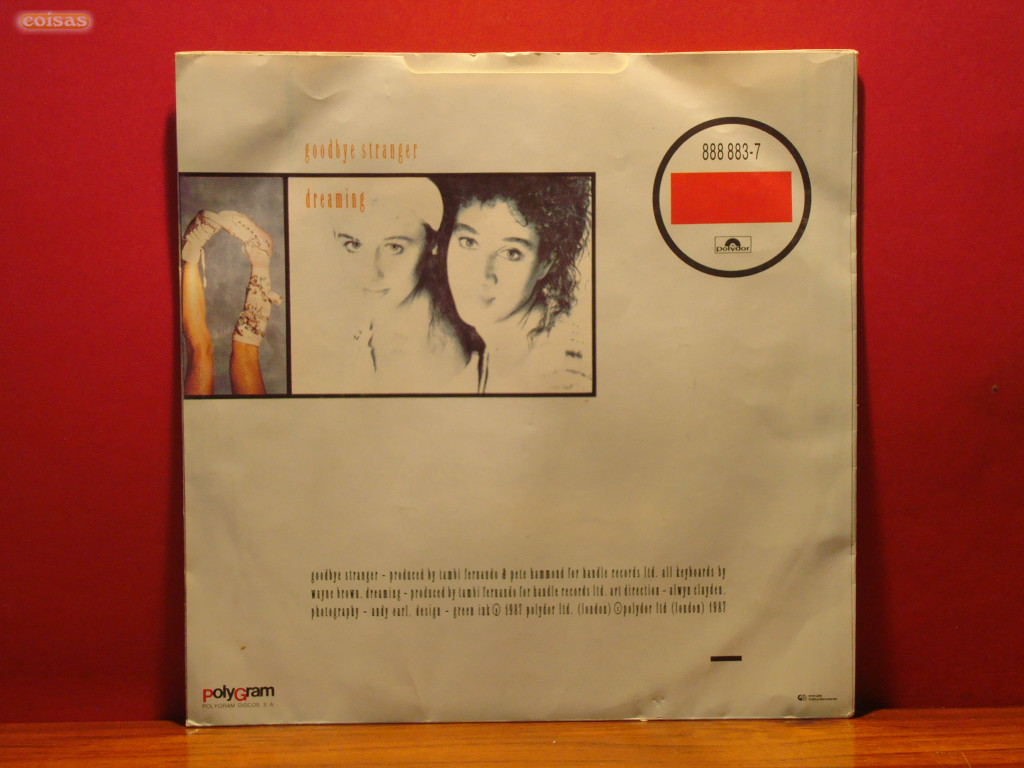 coisas
goodbye stranger
888 883-7
dreaming
polydor
goodbye stranger - produced by tambi fernando & pete hammond for handle records ltd. all keyboards by
wayne brown. dreaming - produced by tambi fernando for handle records ltd. art direction - alwyn clayden.
photography - andy earl. design - green ink ℗ 1987 polydor ltd. (london) ©polydor ltd (london) 1987
PolyGram
POLYGRAM DISCOS S.A.